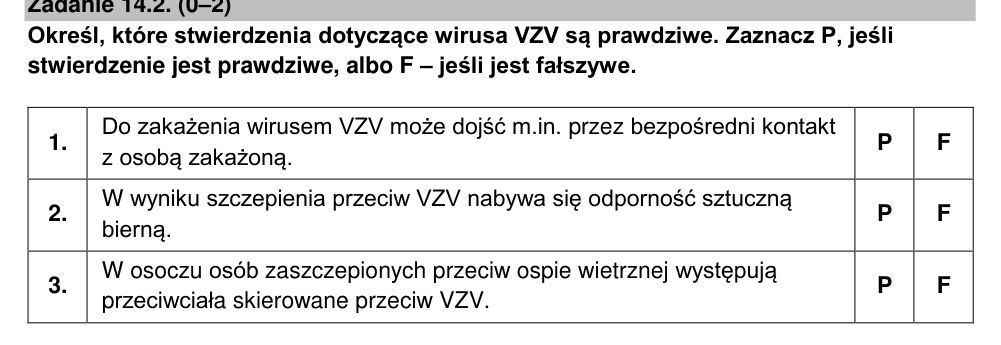 Zadanie 14.2. (0–2)
Określ, które stwierdzenia dotyczące wirusa VZV są prawdziwe. Zaznacz P, jeśli
stwierdzenie jest prawdziwe, albo F – jeśli jest fałszywe.
1. Do zakażenia wirusem VZV może dojść m.in. przez bezpośredni kontakt P F
z osobą zakażoną.
2. W wyniku szczepienia przeciw VZV nabywa się odporność sztuczną P F
bierną.
3. W osoczu osób zaszczepionych przeciw ospie wietrznej występują P F
przeciwciała skierowane przeciw VZV.